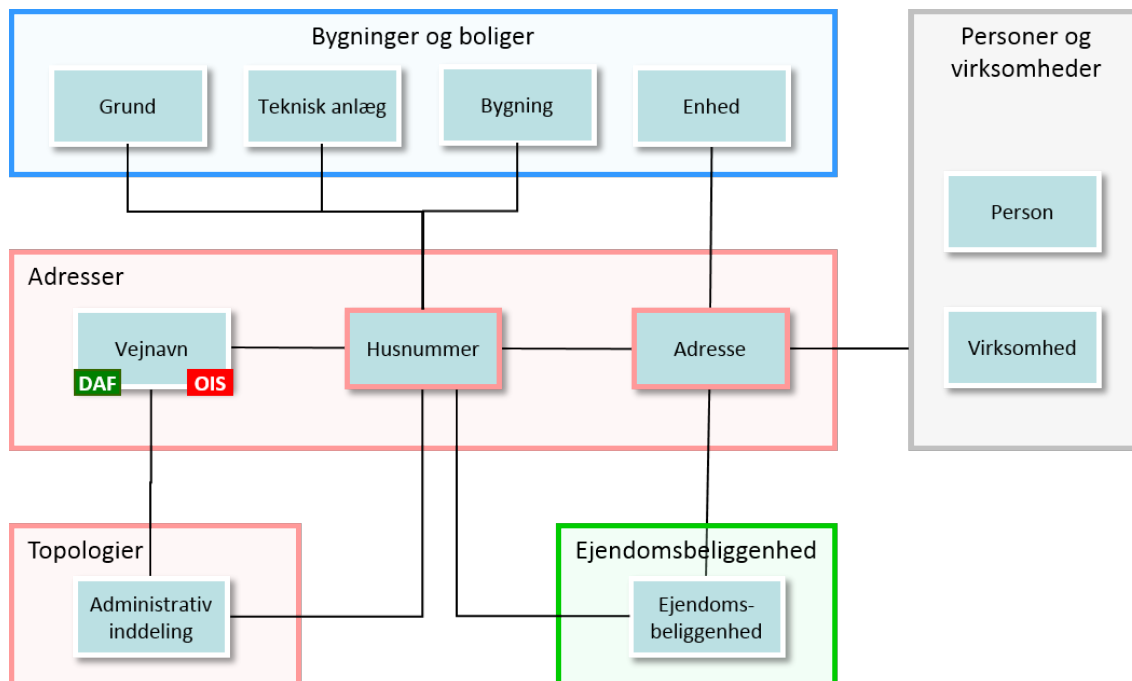 Bygninger og boliger
Grund
Teknisk anlæg
Bygning
Enhed
Personer og
virksomheder
Person
Virksomhed
Adresser
Vejnavn
DAF
OIS
Husnummer
Adresse
Topologier
Administrativ
inddeling
Ejendomsbeliggenhed
Ejendoms-
beliggenhed